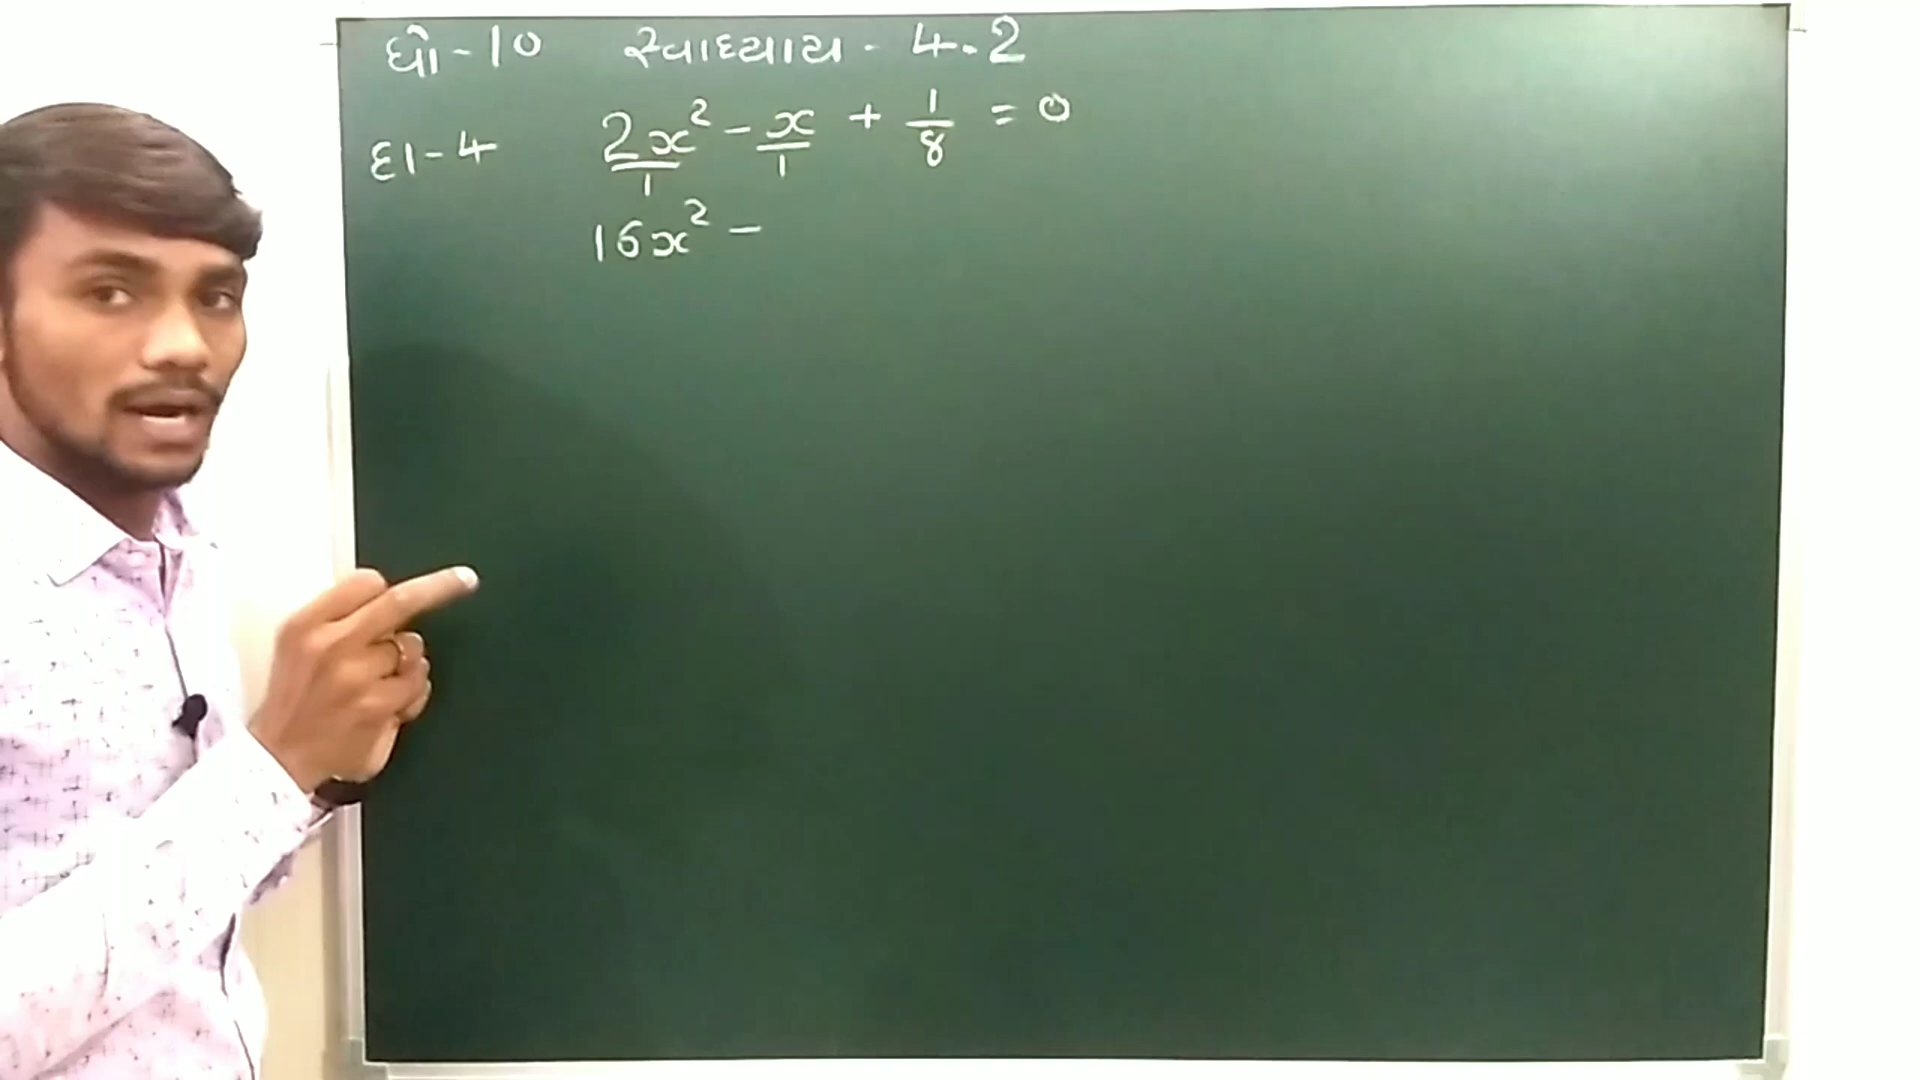 ધો-10 સ્વાધ્યાય - 4.2
દા-4 2x²/1 - x/1 + 1/8 = 0
16x² -